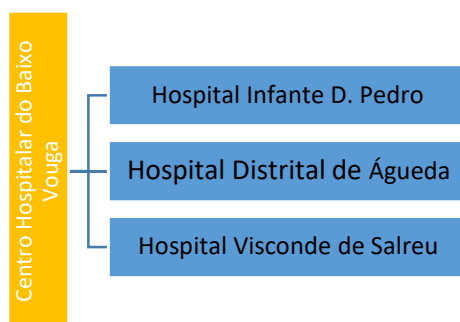 Centro Hospitalar do Baixo
Vouga
Hospital Infante D. Pedro
Hospital Distrital de Águeda
Hospital Visconde de Salreu